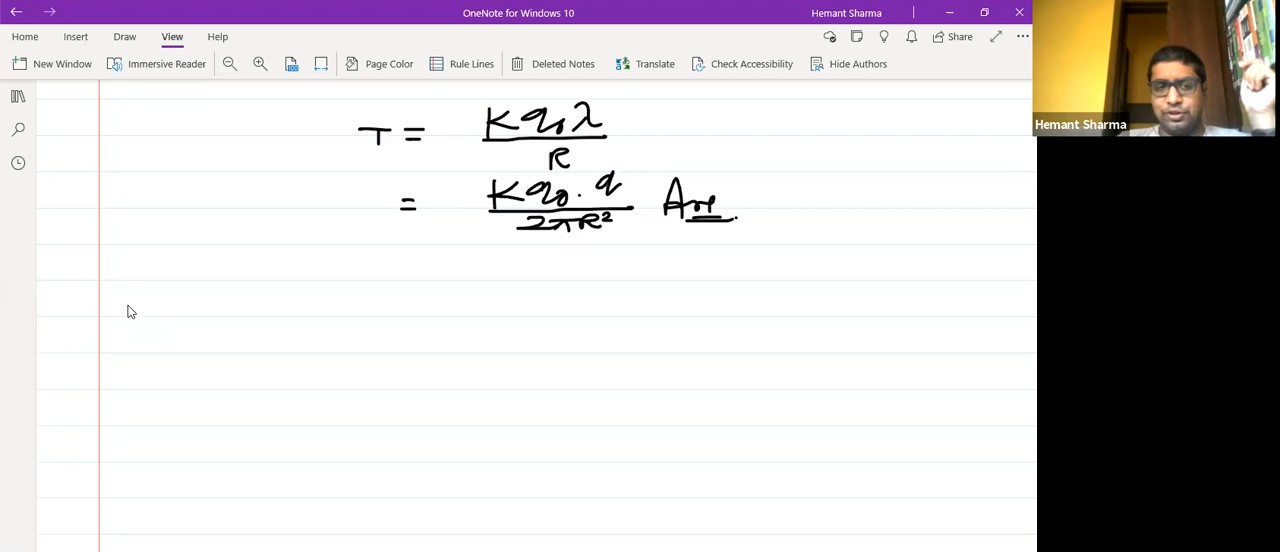 OneNote for Windows 10
Hemant Sharma
Home Insert Draw View Help
Share
New Window Immersive Reader Page Color Rule Lines Deleted Notes Translate Check Accessibility Hide Authors
Hemant Sharma
T = Kq₀λ / R
= Kq₀·q / 2πR² Ans.